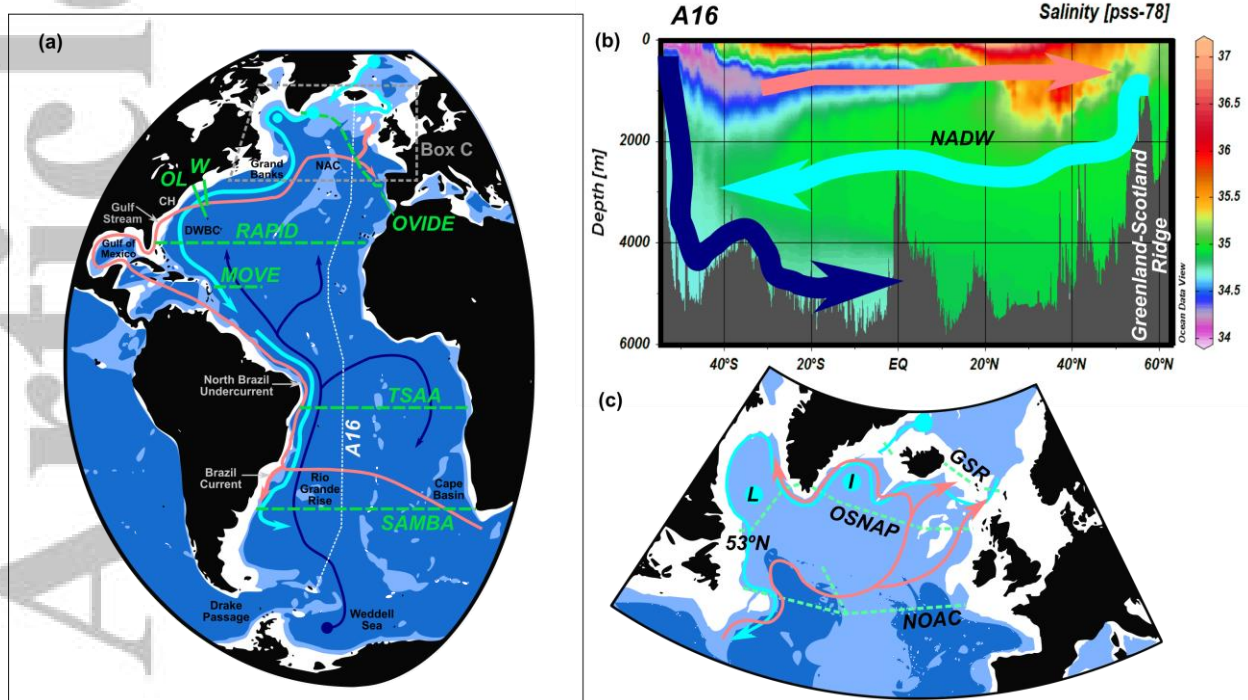 Artic
(a)
Box C
Grand
Banks
NAC
W
OL
CH
Gulf
Stream
OVIDE
DWBC
RAPID
Gulf of
Mexico
MOVE
North Brazil
Undercurrent
TSAA
A16
Brazil
Current
Rio
Grande
Rise
Cape
Basin
SAMBA
Drake
Passage
Weddell
Sea
A16
Salinity [pss-78]
(b)
0
2000
4000
6000
Depth [m]
NADW
Greenland-Scotland
Ridge
Ocean Data View
40°S
20°S
EQ
20°N
40°N
60°N
37
36.5
36
35.5
35
34.5
34
(c)
GSR
L
I
OSNAP
53ºN
NOAC